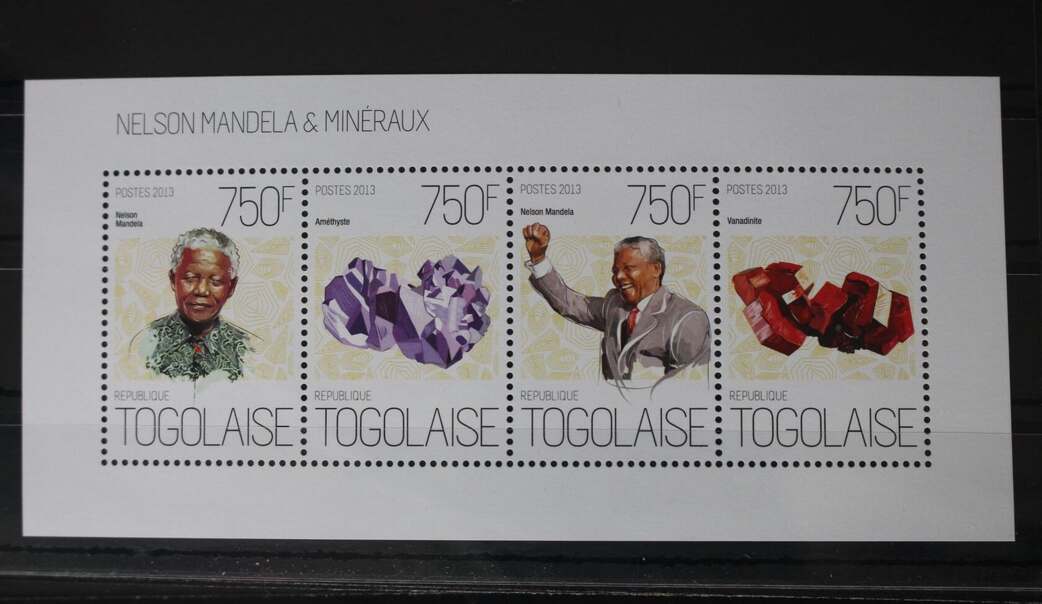 NELSON MANDELA & MINÉRAUX
POSTES 2013
750F
Nelson
Mandela
REPUBLIQUE
TOGOLAISE
POSTES 2013
750F
Améthyste
REPUBLIQUE
TOGOLAISE
POSTES 2013
750F
Nelson Mandela
REPUBLIQUE
TOGOLAISE
POSTES 2013
750F
Vanadinite
REPUBLIQUE
TOGOLAISE